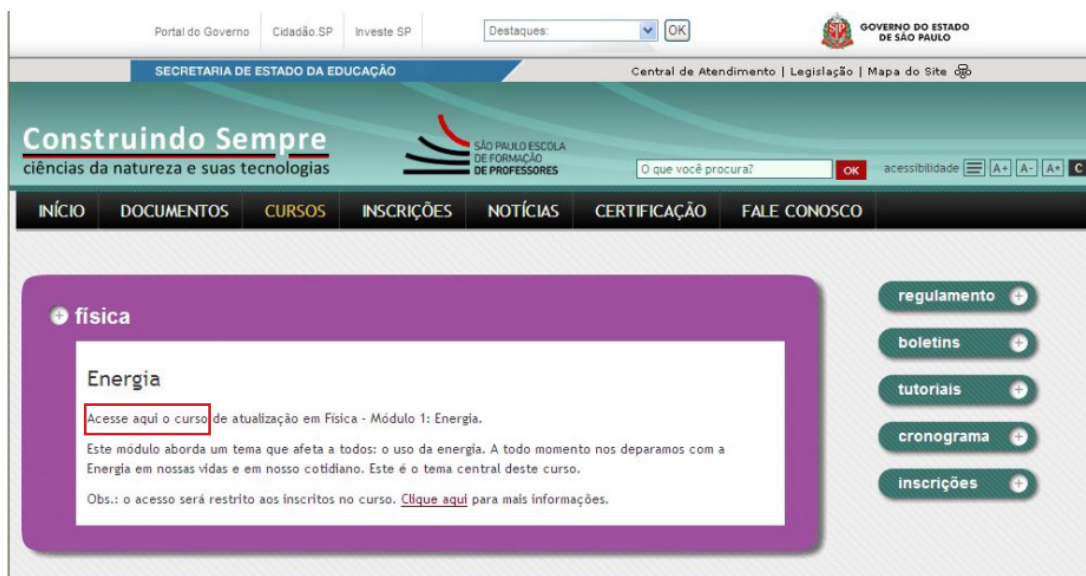 Portal do Governo Cidadão.SP Investe SP Destaques: OK GOVERNO DO ESTADO
DE SÃO PAULO
SECRETARIA DE ESTADO DA EDUCAÇÃO Central de Atendimento | Legislação | Mapa do Site
Construindo Sempre
ciências da natureza e suas tecnologias
SÃO PAULO ESCOLA
DE FORMAÇÃO
DE PROFESSORES
O que você procura? OK acessibilidade A+ A- A+ C
INÍCIO DOCUMENTOS CURSOS INSCRIÇÕES NOTÍCIAS CERTIFICAÇÃO FALE CONOSCO
física
Energia
Acesse aqui o curso de atualização em Física - Módulo 1: Energia.
Este módulo aborda um tema que afeta a todos: o uso da energia. A todo momento nos deparamos com a
Energia em nossas vidas e em nosso cotidiano. Este é o tema central deste curso.
Obs.: o acesso será restrito aos inscritos no curso. Clique aqui para mais informações.
regulamento
boletins
tutoriais
cronograma
inscrições